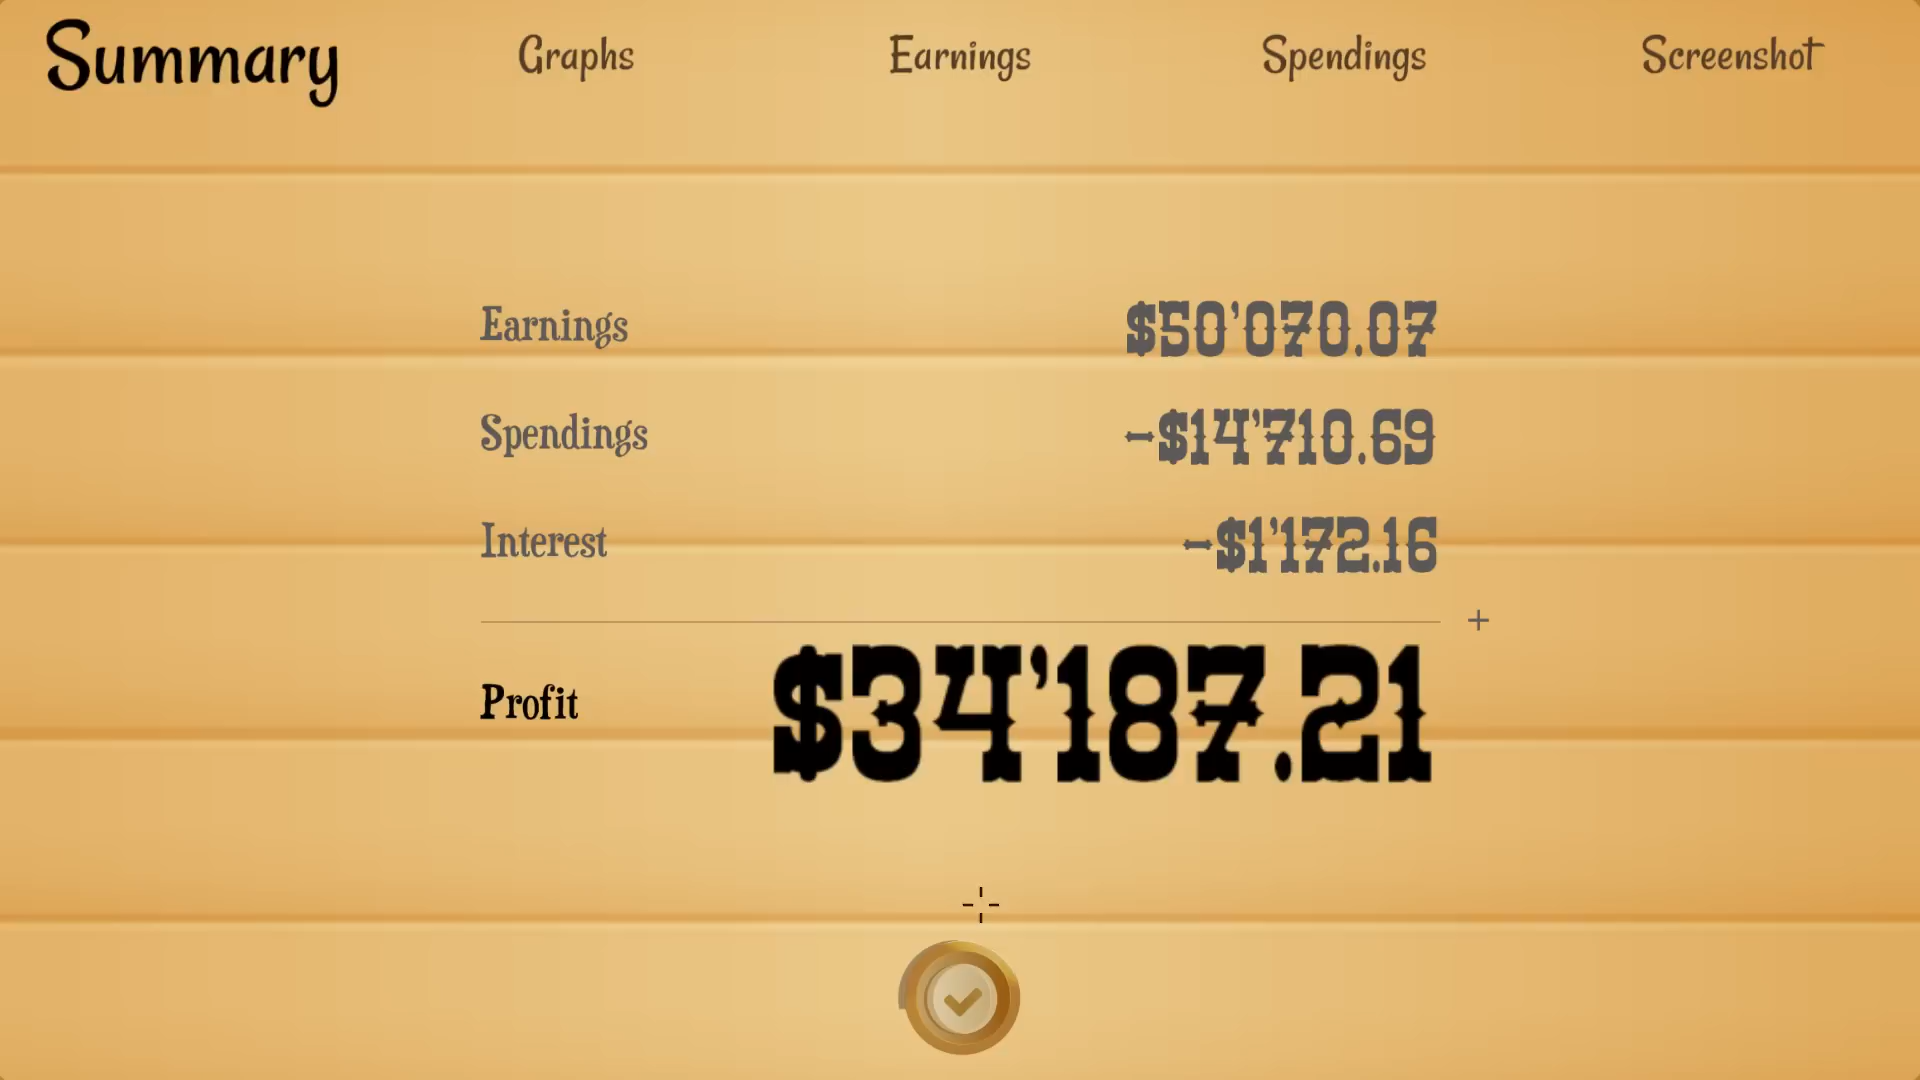 Summary Graphs Earnings Spendings Screenshot
Earnings $50'070.07
Spendings -$14'710.69
Interest -$1'172.16
+
Profit $34'187.21